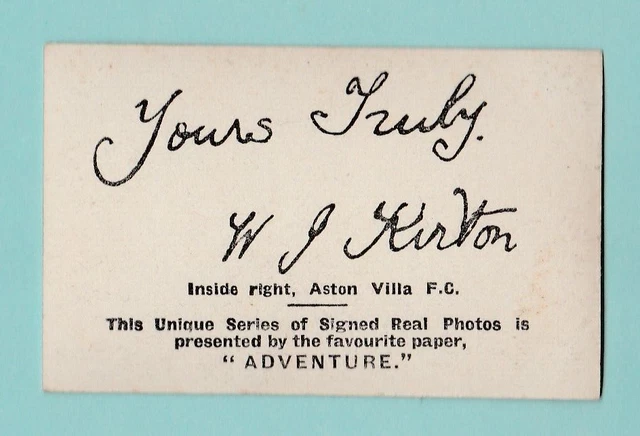 Yours Truly.
W J Kirton
Inside right, Aston Villa F.C.
This Unique Series of Signed Real Photos is
presented by the favourite paper,
“ADVENTURE.”